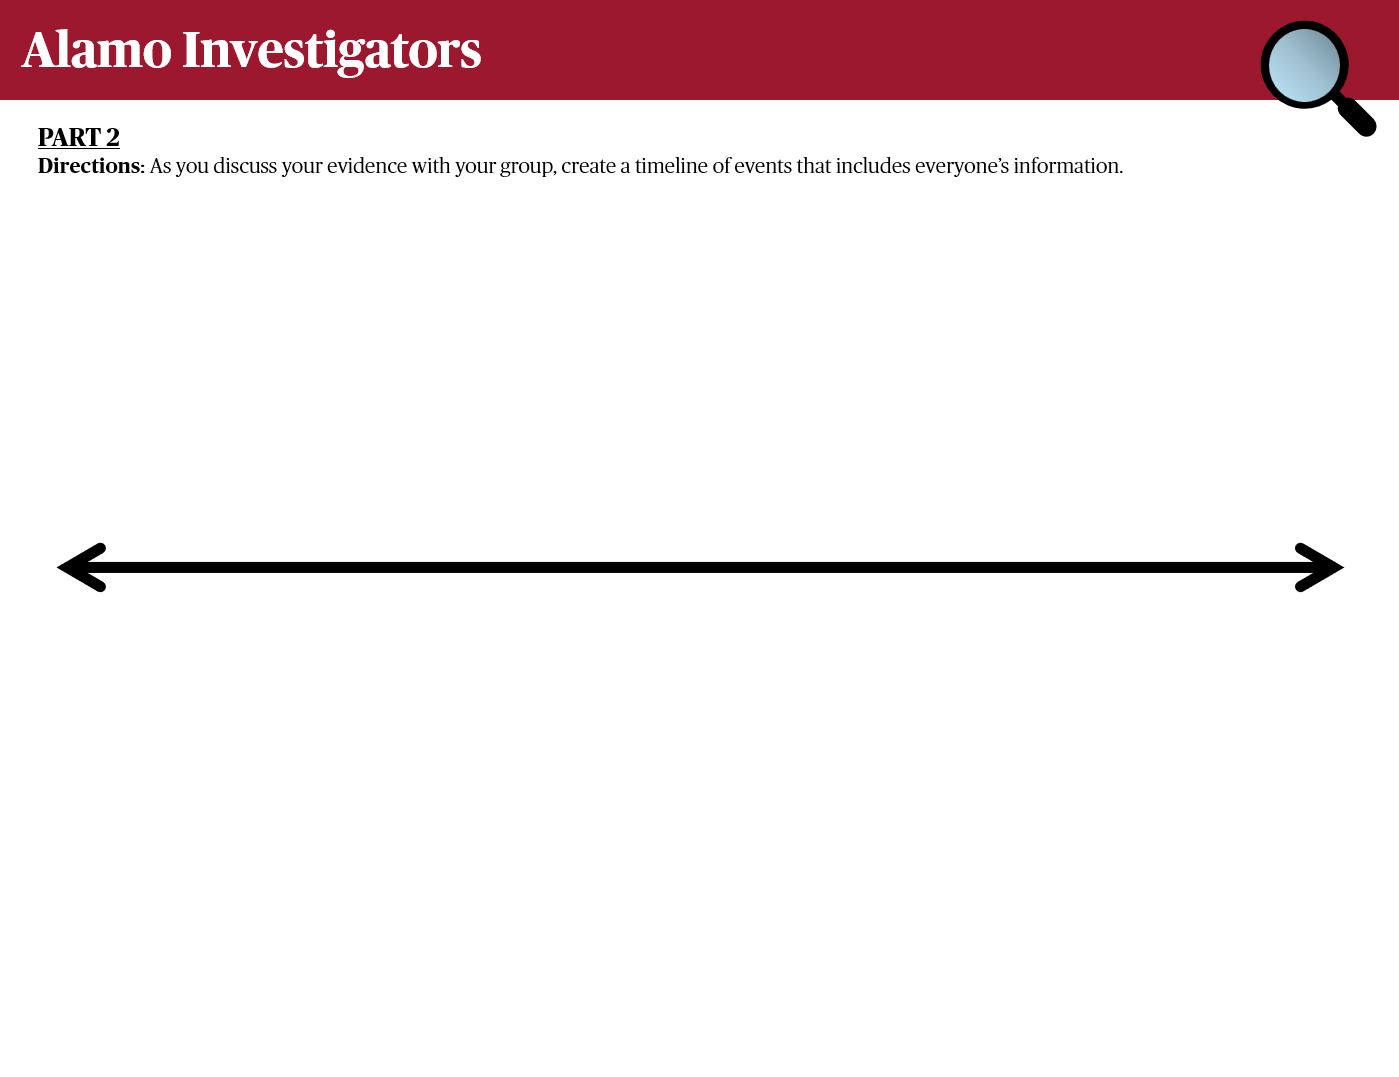 Alamo Investigators
PART 2
Directions: As you discuss your evidence with your group, create a timeline of events that includes everyone’s information.